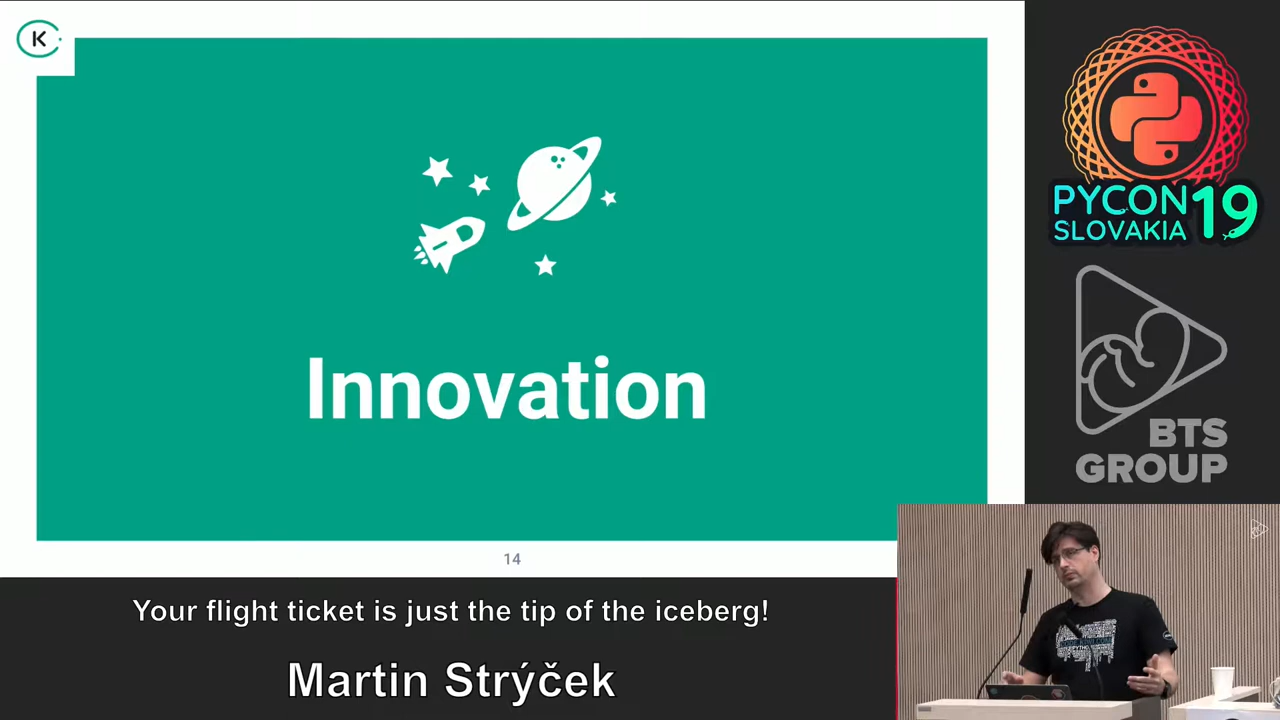 K
Innovation
14
PYCON 19
SLOVAKIA
BTS
GROUP
Your flight ticket is just the tip of the iceberg!
Martin Strýček